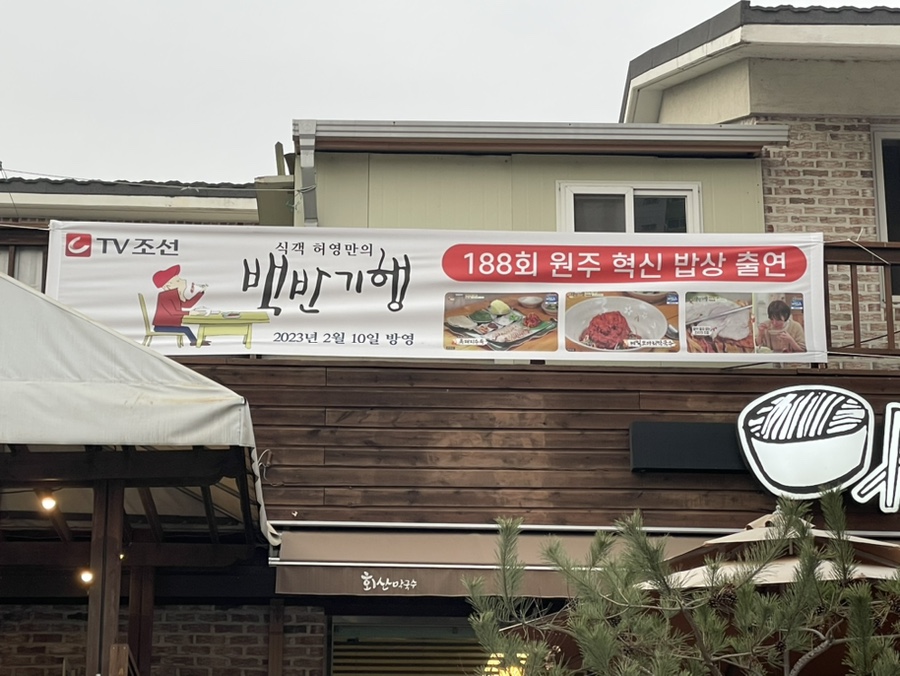 TV조선
식객 허영만의
백반기행
2023년 2월 10일 방영
188회 원주 혁신 밥상 출연
화산막국수